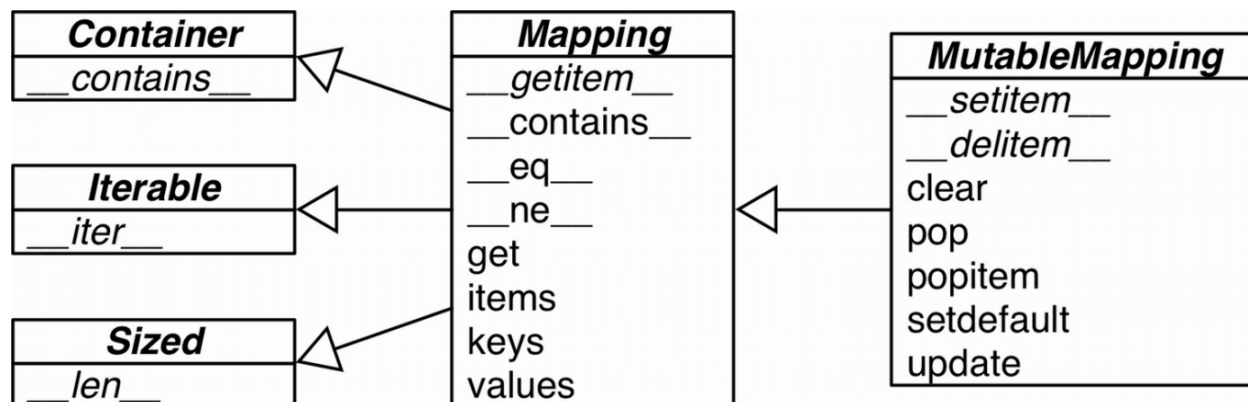 Container
__contains__
Iterable
__iter__
Sized
__len__
Mapping
__getitem__
__contains__
__eq__
__ne__
get
items
keys
values
MutableMapping
__setitem__
__delitem__
clear
pop
popitem
setdefault
update